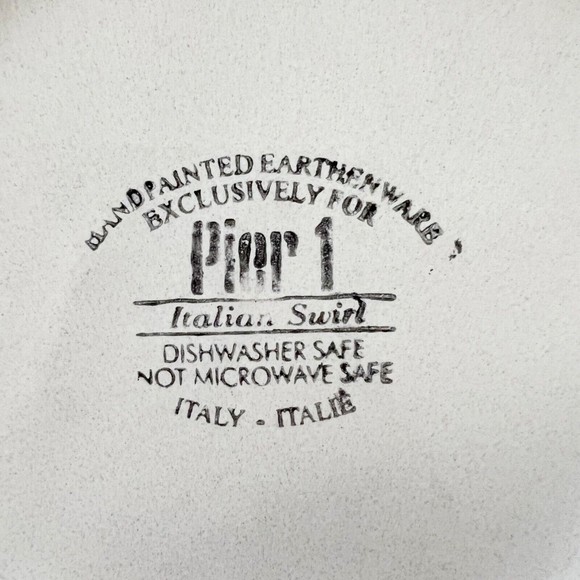 HANDPAINTED EARTHENWARE
EXCLUSIVELY FOR
Pier 1
Italian Swirl
DISHWASHER SAFE
NOT MICROWAVE SAFE
ITALY - ITALIE